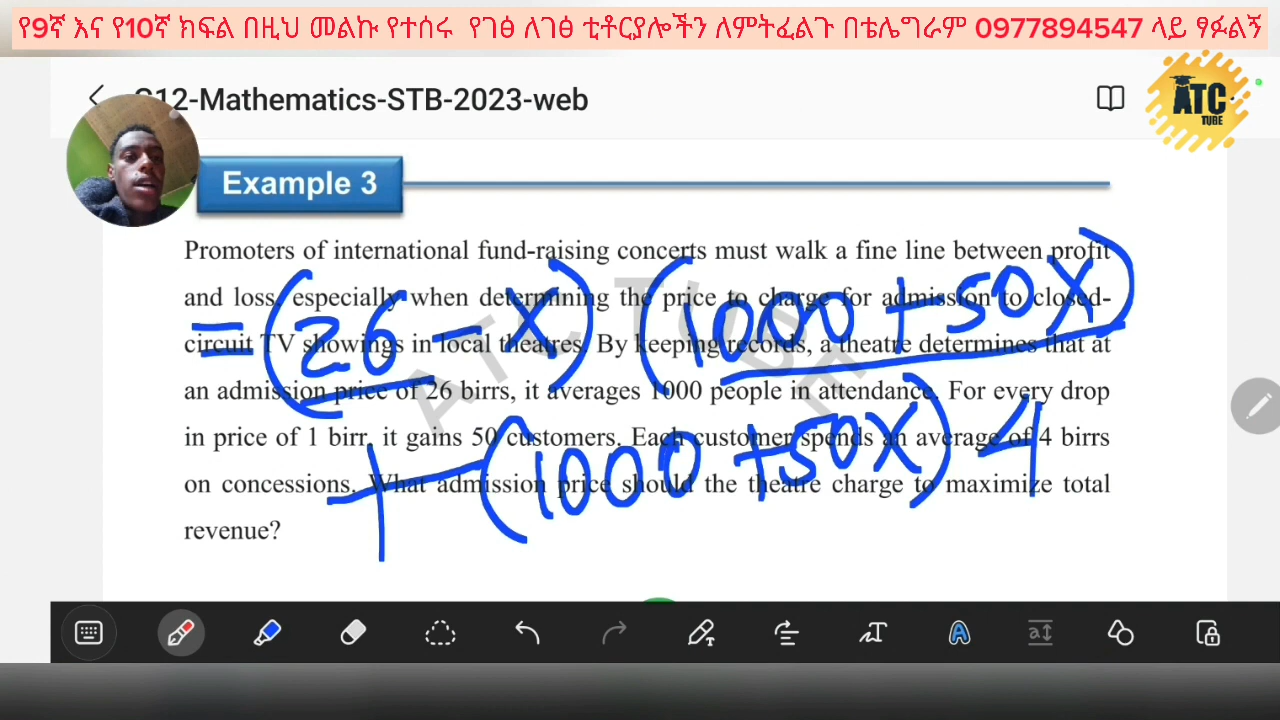 የ9ኛ እና የ10ኛ ክፍል በዚህ መልኩ የተሰሩ የገፅ ለገፅ ቲቶርያሎችን ለምትፈልጉ በቴሌግራም 0977894547 ላይ ፃፉልኝ
12-Mathematics-STB-2023-web
ATC
TUBE
Example 3
Promoters of international fund-raising concerts must walk a fine line between profit
and loss, especially when determining the price to charge for admission to closed-
circuit TV showings in local theatres. By keeping records, a theatre determines that at
an admission price of 26 birrs, it averages 1000 people in attendance. For every drop
in price of 1 birr, it gains 50 customers. Each customer spends an average of 4 birrs
on concessions. What admission price should the theatre charge to maximize total
revenue?
= (26 - x) (1000 + 50x)
+ (1000 + 50x) 4
ATC TUBE